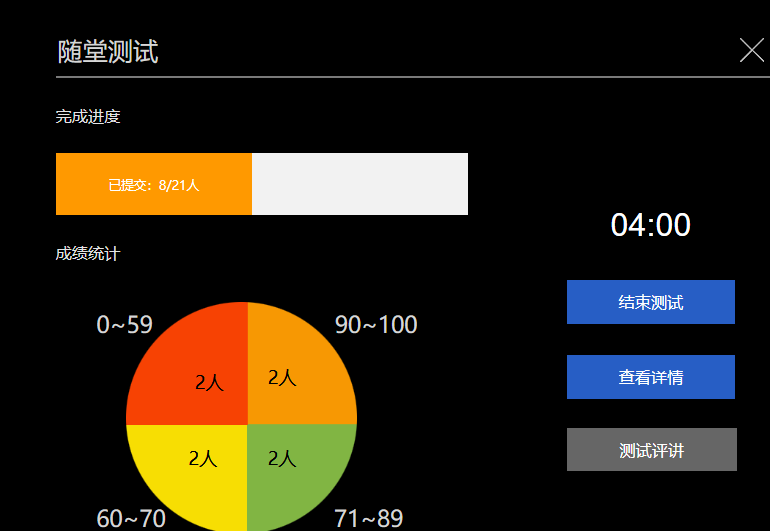 随堂测试
完成进度
已提交：8/21人
04:00
成绩统计
结束测试
0~59
90~100
2人
2人
查看详情
2人
2人
测试评讲
60~70
71~89